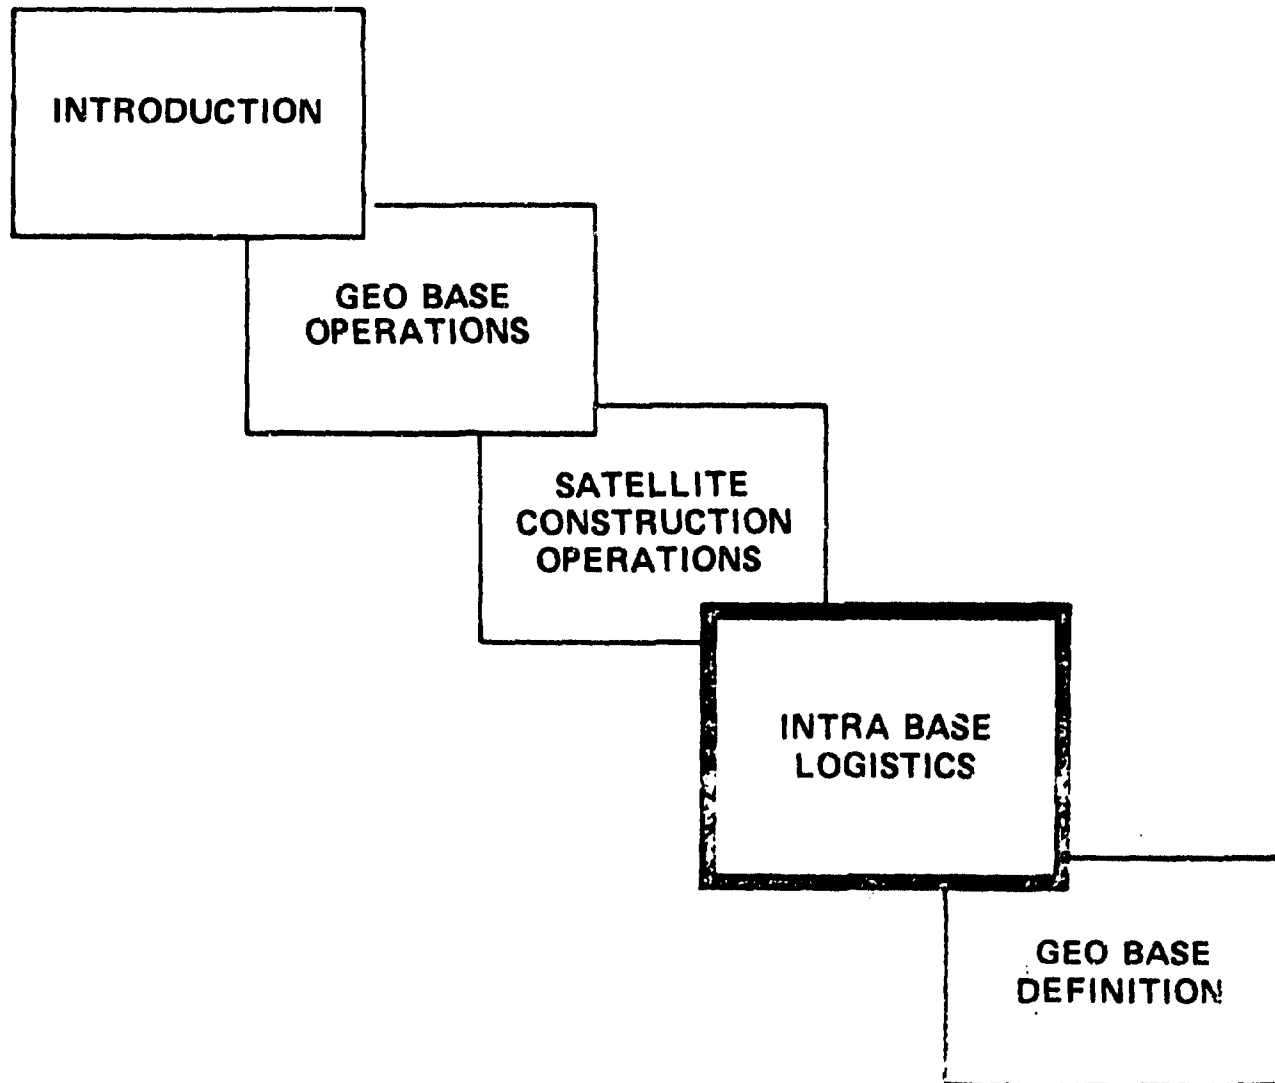 INTRODUCTION
GEO BASE
OPERATIONS
SATELLITE
CONSTRUCTION
OPERATIONS
INTRA BASE
LOGISTICS
GEO BASE
DEFINITION